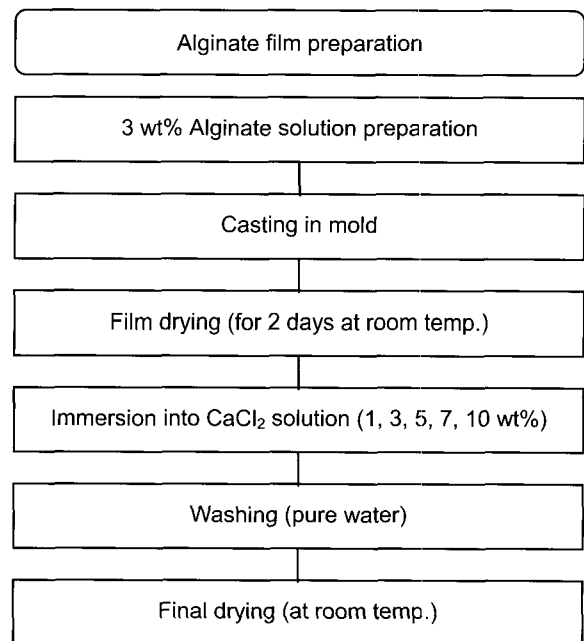 Alginate film preparation
3 wt% Alginate solution preparation
Casting in mold
Film drying (for 2 days at room temp.)
Immersion into CaCl₂ solution (1, 3, 5, 7, 10 wt%)
Washing (pure water)
Final drying (at room temp.)